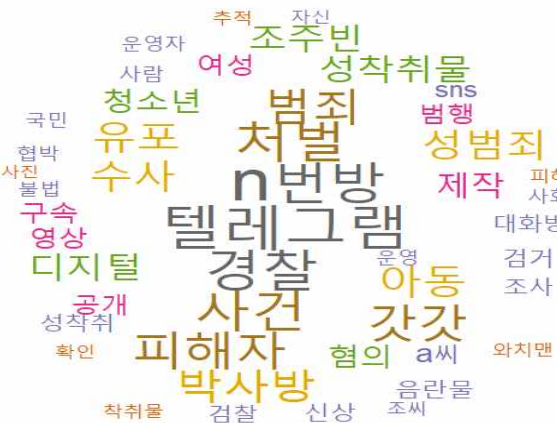 추적 자신
운영자 조주빈
사람 여성 성착취물
청소년 범죄 sns
국민 유포 처벌 범행 성범죄
협박
사진 수사 n번방 제작
불법
구속 텔레그램 대화방
영상
디지털 경찰 운영 검거
아동 조사
공개 사건
성착취 갓갓
확인 피해자 혐의 a씨 와치맨
박사방 음란물
착취물 검찰 신상 조씨